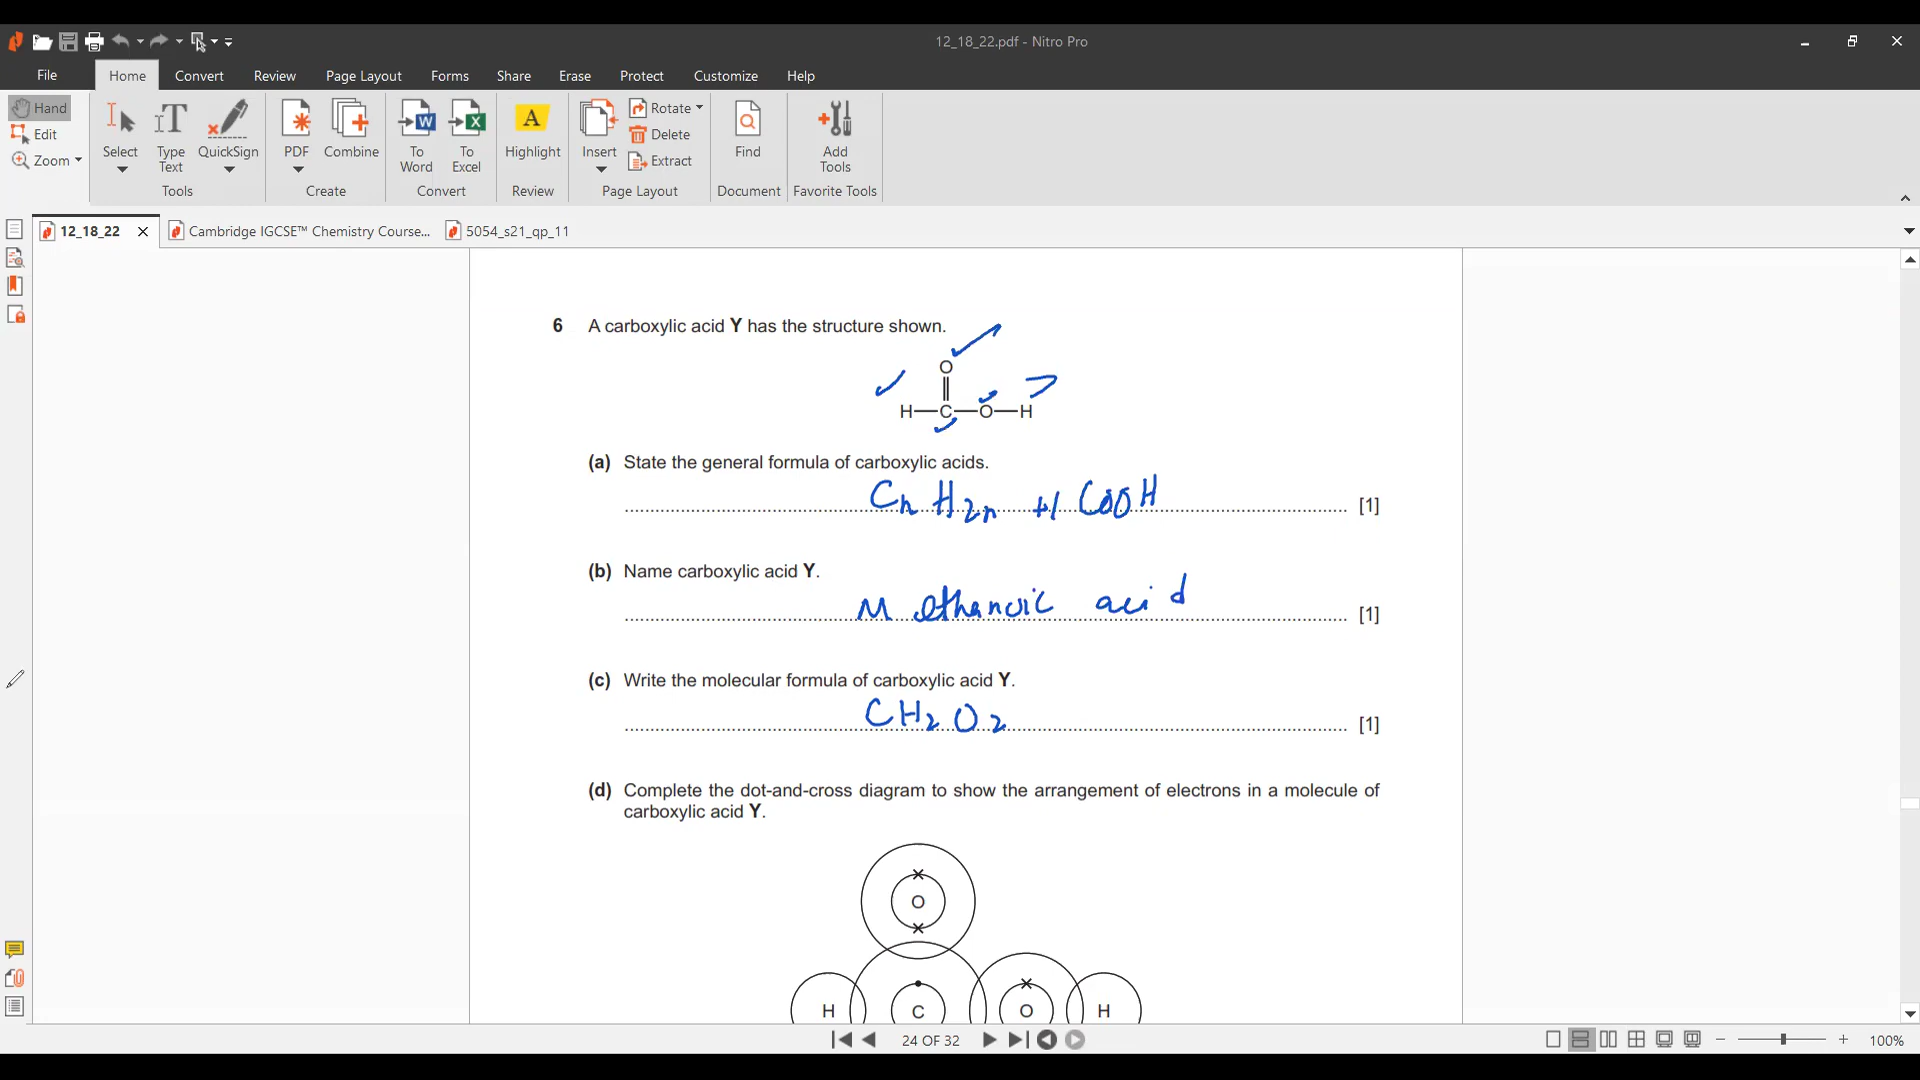 12_18_22.pdf - Nitro Pro
File Home Convert Review Page Layout Forms Share Erase Protect Customize Help
Hand
Edit
Zoom
Select
Type Text
QuickSign
Tools
PDF
Combine
Create
To Word
To Excel
Convert
A
Highlight
Review
Insert
Rotate
Delete
Extract
Page Layout
Find
Document
Add Tools
Favorite Tools
12_18_22
Cambridge IGCSE™ Chemistry Course...
5054_s21_qp_11
6 A carboxylic acid Y has the structure shown.
O
H C O H
(a) State the general formula of carboxylic acids.
CnH2n+1COOH [1]
(b) Name carboxylic acid Y.
Methanoic acid [1]
(c) Write the molecular formula of carboxylic acid Y.
CH2O2 [1]
(d) Complete the dot-and-cross diagram to show the arrangement of electrons in a molecule of
carboxylic acid Y.
O
H C O H
24 OF 32
100%